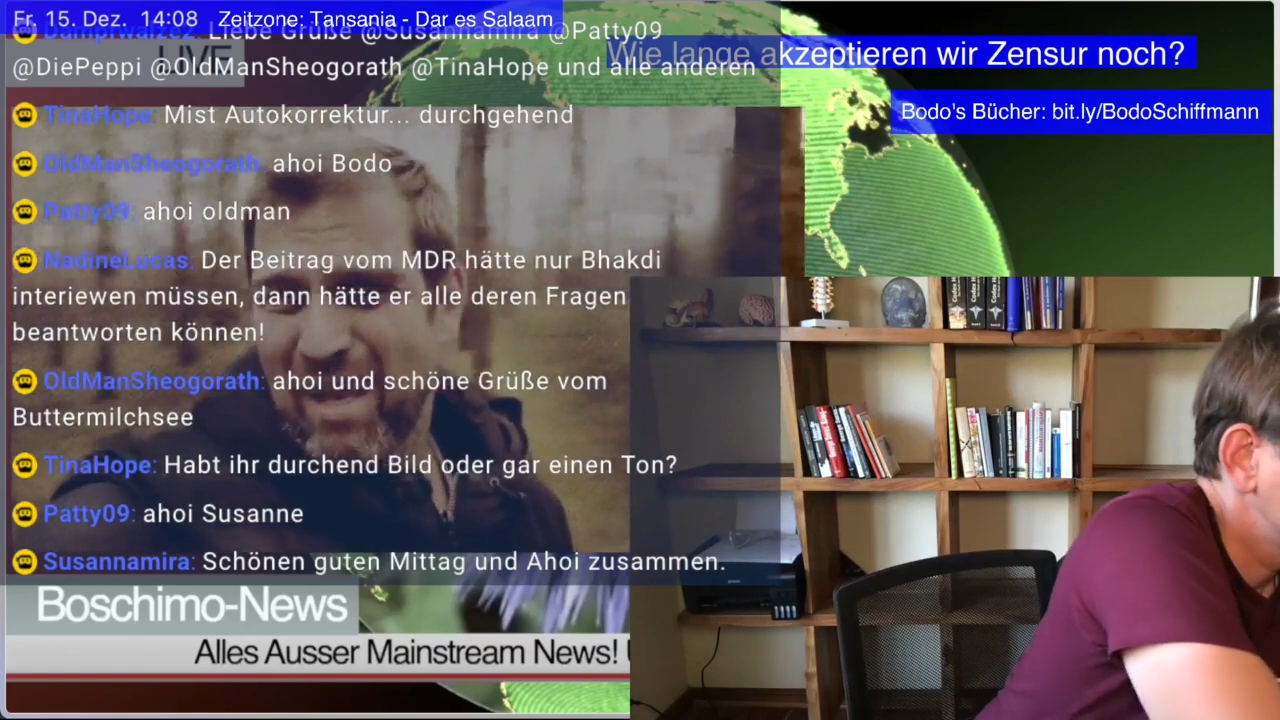 Fr. 15. Dez. 14:08 Zeitzone: Tansania - Dar es Salaam
LIVE
Dampfwalze2: Liebe Grüße @Susannamira @Patty09
@DiePeppi @OldManSheogorath @TinaHope und alle anderen
Wie lange akzeptieren wir Zensur noch?
Bodo's Bücher: bit.ly/BodoSchiffmann
TinaHope: Mist Autokorrektur... durchgehend
OldManSheogorath: ahoi Bodo
Patty09: ahoi oldman
NadineLucas: Der Beitrag vom MDR hätte nur Bhakdi
interiewen müssen, dann hätte er alle deren Fragen
beantworten können!
OldManSheogorath: ahoi und schöne Grüße vom
Buttermilchsee
TinaHope: Habt ihr durchend Bild oder gar einen Ton?
Patty09: ahoi Susanne
Susannamira: Schönen guten Mittag und Ahoi zusammen.
Boschimo-News
Alles Ausser Mainstream News!